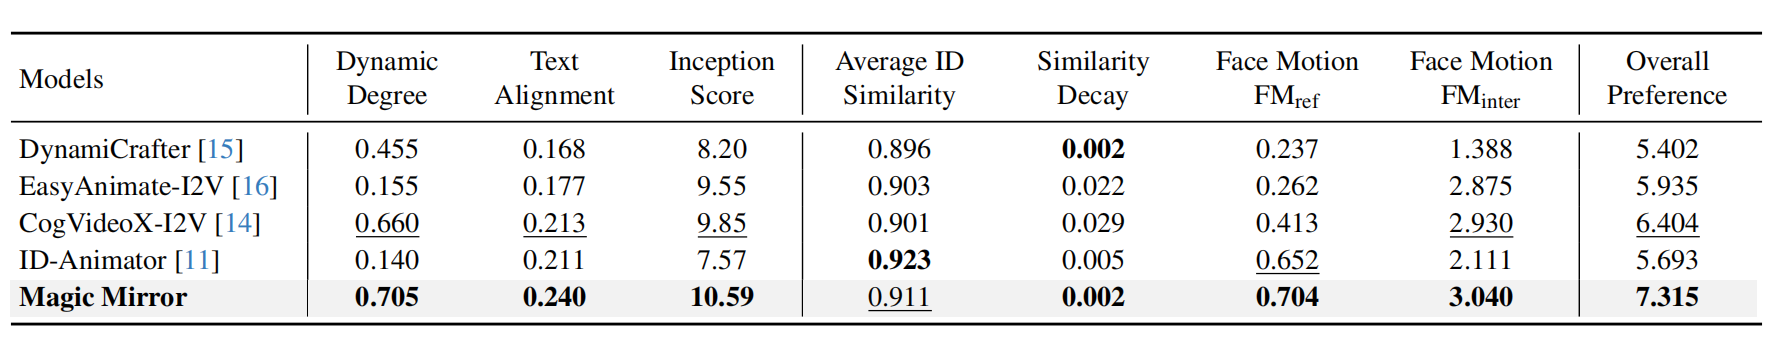 Models Dynamic Degree Text Alignment Inception Score Average ID Similarity Similarity Decay Face Motion FMref Face Motion FMinter Overall Preference
DynamiCrafter [15] 0.455 0.168 8.20 0.896 0.002 0.237 1.388 5.402
EasyAnimate-I2V [16] 0.155 0.177 9.55 0.903 0.022 0.262 2.875 5.935
CogVideoX-I2V [14] 0.660 0.213 9.85 0.901 0.029 0.413 2.930 6.404
ID-Animator [11] 0.140 0.211 7.57 0.923 0.005 0.652 2.111 5.693
Magic Mirror 0.705 0.240 10.59 0.911 0.002 0.704 3.040 7.315